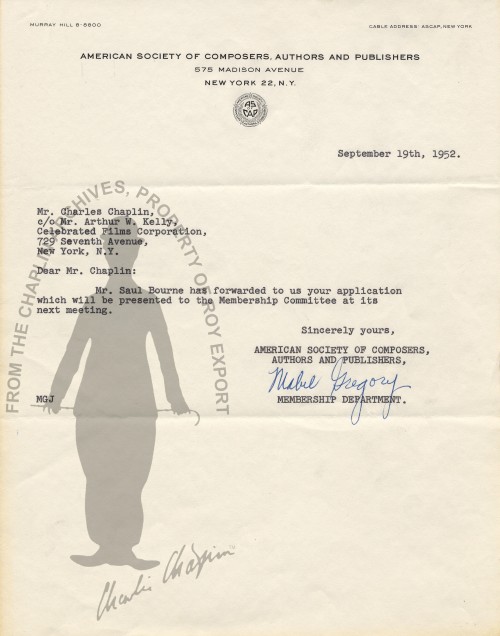 MURRAY HILL 8-8800
CABLE ADDRESS: ASCAP, NEW YORK
AMERICAN SOCIETY OF COMPOSERS, AUTHORS AND PUBLISHERS
575 MADISON AVENUE
NEW YORK 22, N.Y.
AS
CAP
September 19th, 1952.
FROM THE CHAPLIN ARCHIVES, PROPERTY OF ROY EXPORT
Mr. Charles Chaplin,
c/o Mr. Arthur W. Kelly,
Celebrated Films Corporation,
729 Seventh Avenue,
New York, N.Y.
Dear Mr. Chaplin:
Mr. Saul Bourne has forwarded to us your application
which will be presented to the Membership Committee at its
next meeting.
Sincerely yours,
AMERICAN SOCIETY OF COMPOSERS,
AUTHORS AND PUBLISHERS,
Mabel Gregory
MGJ
MEMBERSHIP DEPARTMENT.
Charlie Chaplin